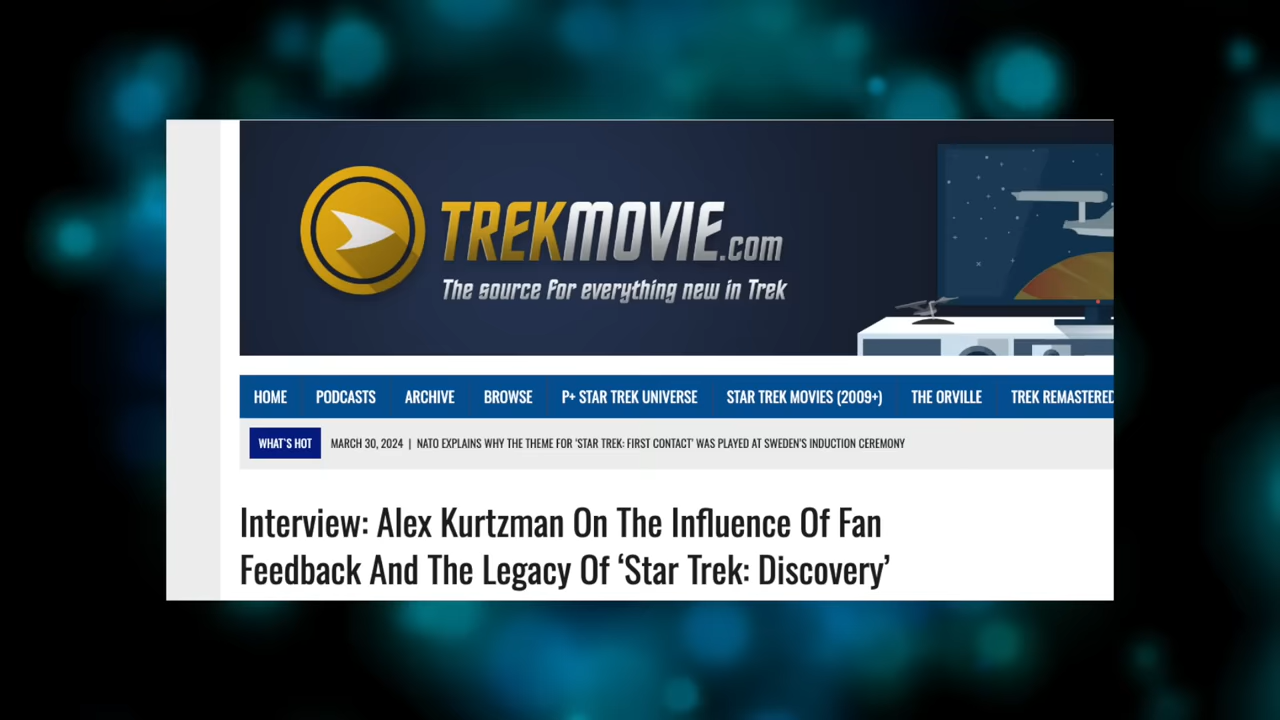 TREKMOVIE.com
The source for everything new in Trek
HOME PODCASTS ARCHIVE BROWSE P+ STAR TREK UNIVERSE STAR TREK MOVIES (2009+) THE ORVILLE TREK REMASTERED
WHAT'S HOT MARCH 30, 2024 | NATO EXPLAINS WHY THE THEME FOR 'STAR TREK: FIRST CONTACT' WAS PLAYED AT SWEDEN'S INDUCTION CEREMONY
Interview: Alex Kurtzman On The Influence Of Fan
Feedback And The Legacy Of ‘Star Trek: Discovery’